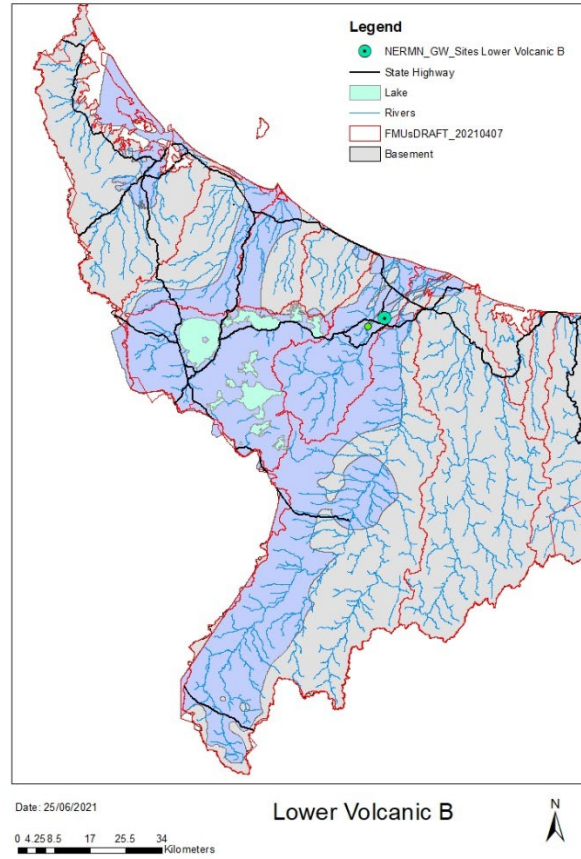 Legend
NERMN_GW_Sites Lower Volcanic B
State Highway
Lake
Rivers
FMUsDRAFT_20210407
Basement
Date: 25/06/2021
Lower Volcanic B
N
0 4.25 8.5 17 25.5 34
Kilometers